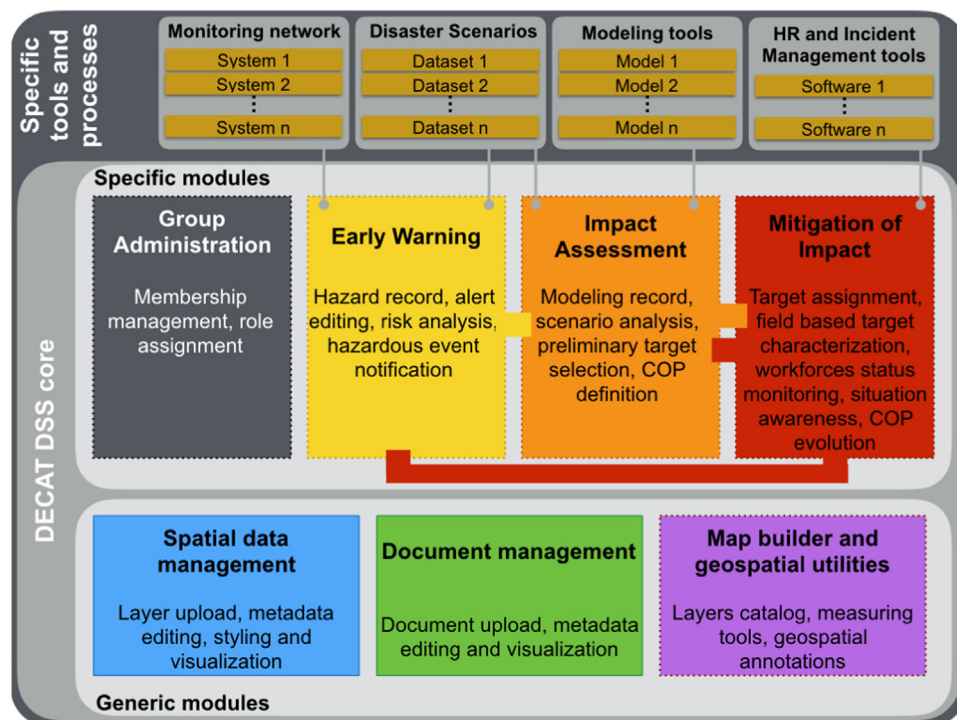 Specific
tools and
processes
Monitoring network
System 1
System 2
System n
Disaster Scenarios
Dataset 1
Dataset 2
Dataset n
Modeling tools
Model 1
Model 2
Model n
HR and Incident
Management tools
Software 1
Software n
DECAT DSS core
Specific modules
Group
Administration
Membership
management, role
assignment
Early Warning
Hazard record, alert
editing, risk analysis,
hazardous event
notification
Impact
Assessment
Modeling record,
scenario analysis,
preliminary target
selection, COP
definition
Mitigation of
Impact
Target assignment,
field based target
characterization,
workforces status
monitoring, situation
awareness, COP
evolution
Spatial data
management
Layer upload, metadata
editing, styling and
visualization
Document management
Document upload, metadata
editing and visualization
Map builder and
geospatial utilities
Layers catalog, measuring
tools, geospatial
annotations
Generic modules